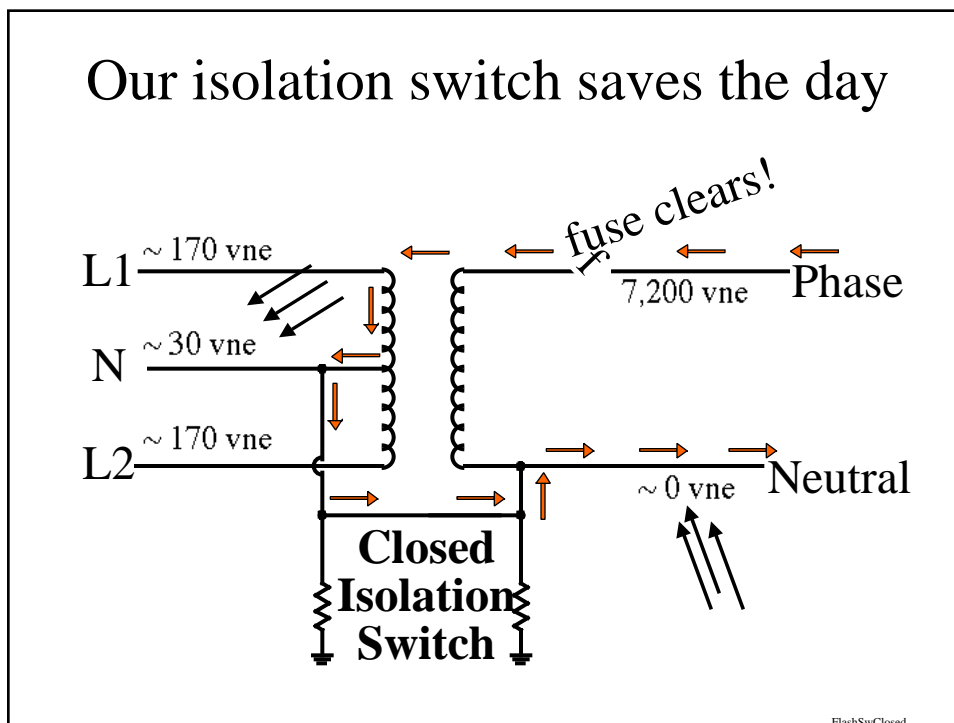 Our isolation switch saves the day
fuse clears!
L1
~ 170 vne
7,200 vne
Phase
N
~ 30 vne
L2
~ 170 vne
~ 0 vne
Neutral
Closed
Isolation
Switch
FlashSwClosed